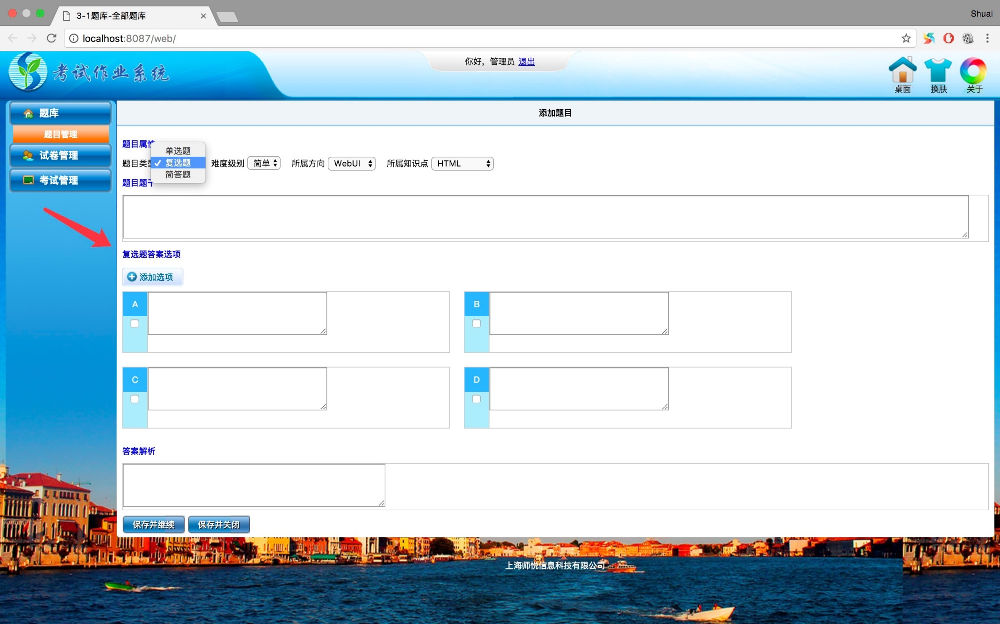 3-1题库-全部题库
Shuai
localhost:8087/web/
考试作业系统
你好，管理员 退出
桌面
换肤
关于
题库
题目管理
试卷管理
考试管理
添加题目
题目属性
单选题
✓ 复选题
简答题
题目类型
难度级别 简单
所属方向 WebUI
所属知识点 HTML
题目题干
复选题答案选项
添加选项
A
B
C
D
答案解析
保存并继续
保存并关闭
上海师悦信息科技有限公司